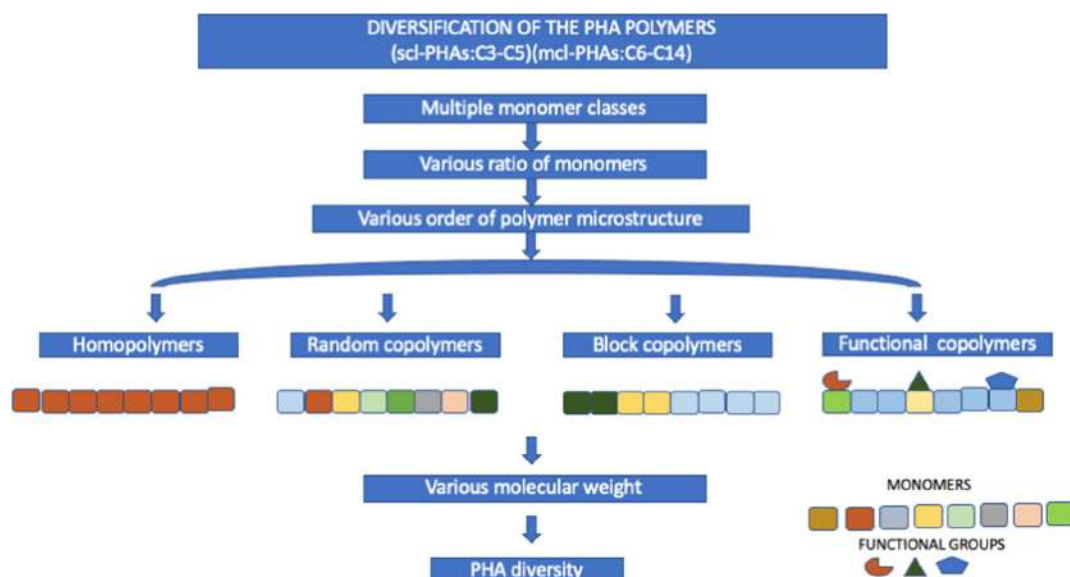 DIVERSIFICATION OF THE PHA POLYMERS
(scl-PHAs:C3-C5)(mcl-PHAs:C6-C14)
Multiple monomer classes
Various ratio of monomers
Various order of polymer microstructure
Homopolymers
Random copolymers
Block copolymers
Functional copolymers
Various molecular weight
PHA diversity
MONOMERS
FUNCTIONAL GROUPS